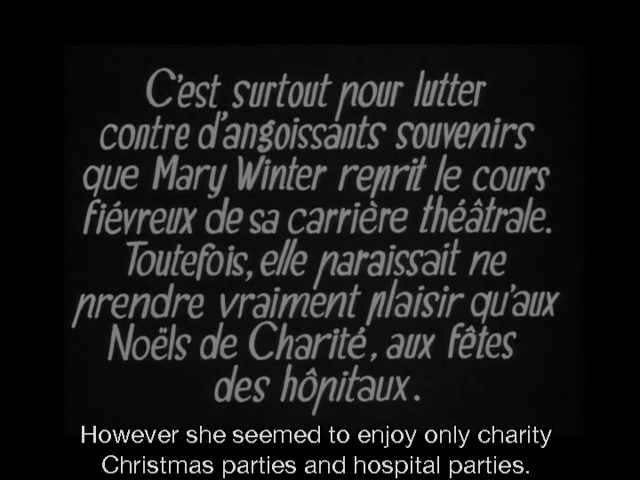 C'est surtout pour lutter
contre d'angoissants souvenirs
que Mary Winter reprit le cours
fiévreux de sa carrière théâtrale.
Toutefois, elle paraissait ne
prendre vraiment plaisir qu'aux
Noëls de Charité, aux fêtes
des hôpitaux.
However she seemed to enjoy only charity
Christmas parties and hospital parties.